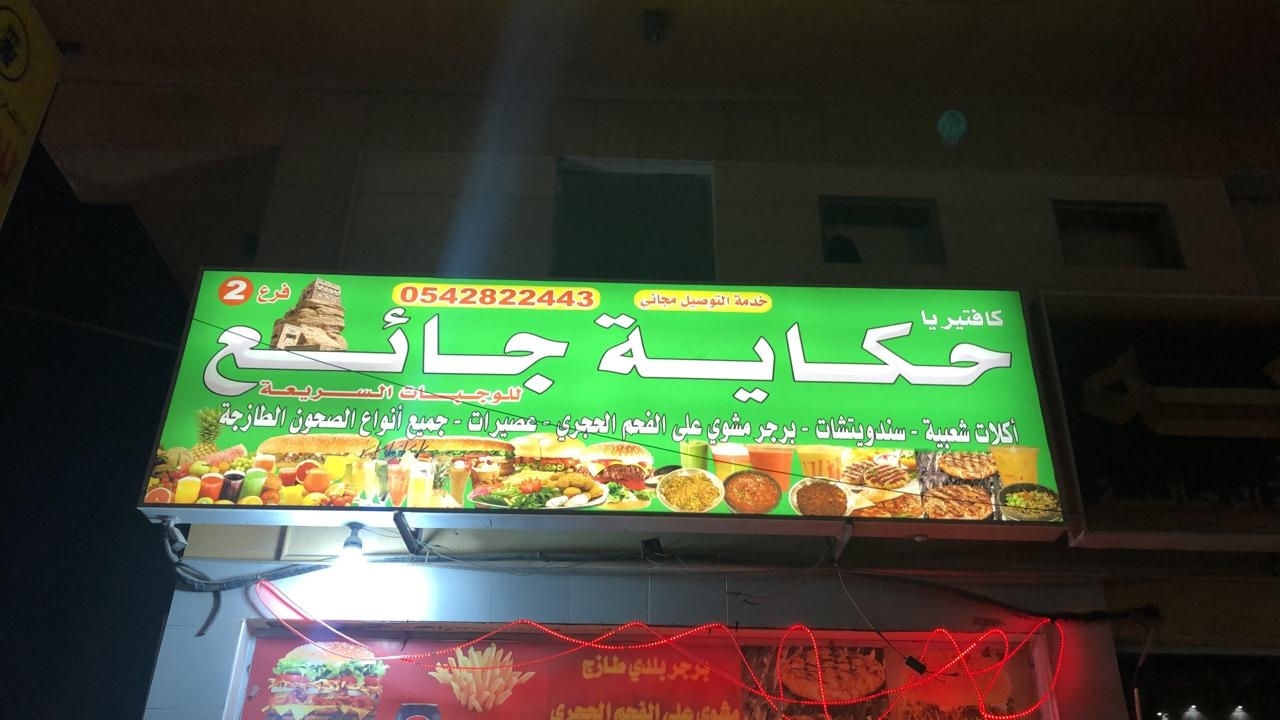 كافتيريا
خدمة التوصيل مجاني
0542822443
فرع 2
حكاية جائع
للوجبات السريعة
أكلات شعبية - سندويتشات - برجر مشوي على الفحم الحجري - عصيرات - جميع أنواع الصحون الطازجة
برجر بلدي طازج
مشوي على الفحم الحجري